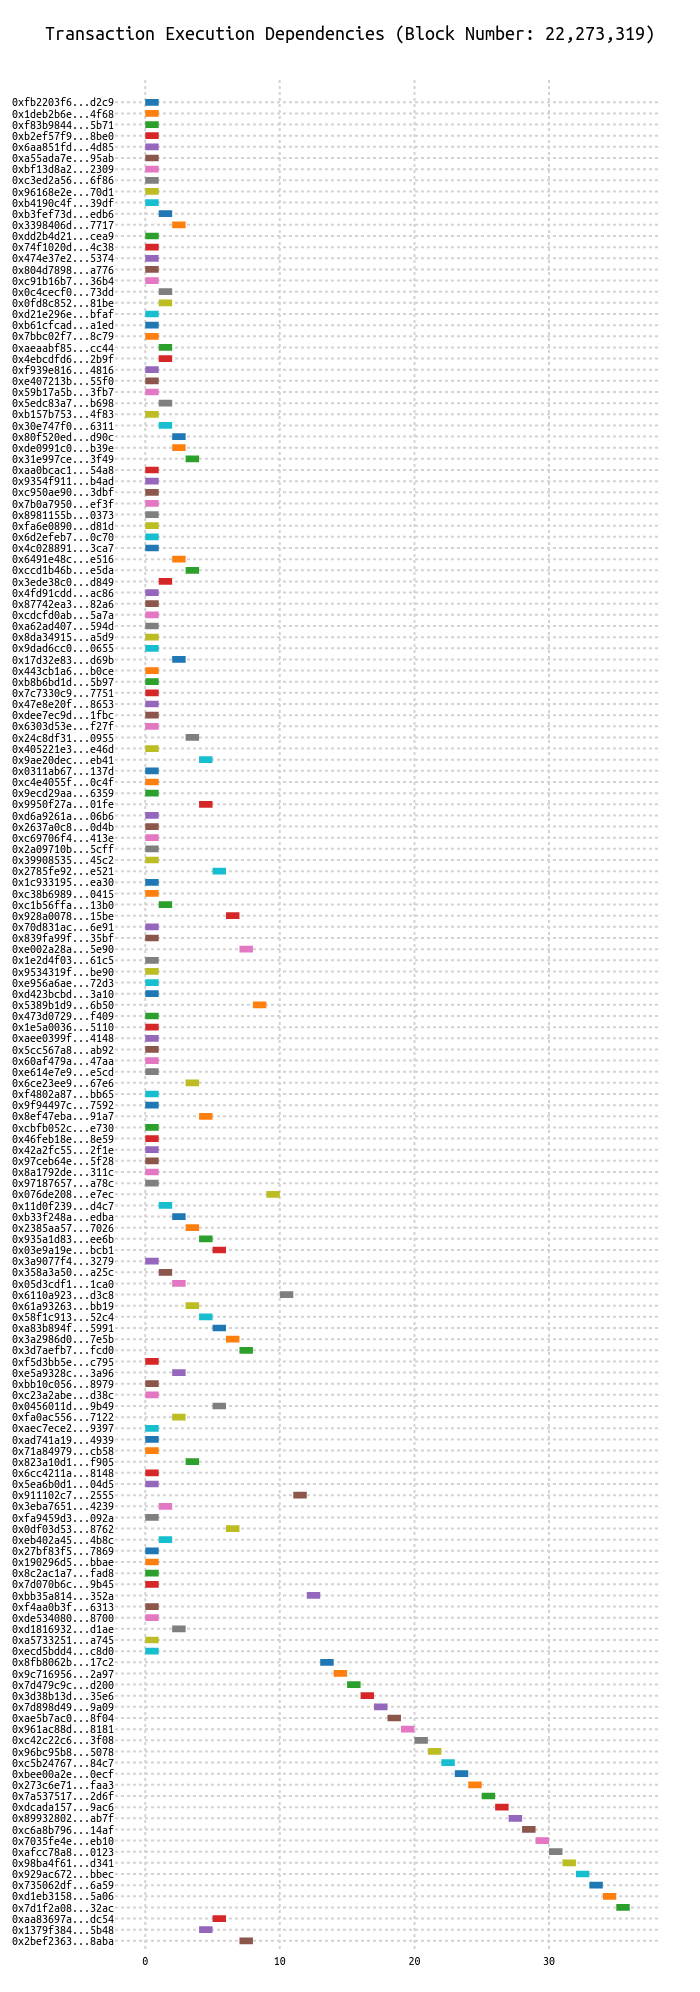 Transaction Execution Dependencies (Block Number: 22,273,319)
0xfb2203f6...d2c9
0x1deb2b6e...4f68
0xf83b9844...5b71
0xb2ef57f9...8be0
0x6aa851fd...4d85
0xa55ada7e...95ab
0xbf13d8a2...2309
0xc3ed2a56...6f86
0x96168e2e...70d1
0xb4190c4f...39df
0xb3fef73d...edb6
0x3398406d...7717
0xdd2b4d21...cea9
0x74f1020d...4c38
0x474e37e2...5374
0x804d7898...a776
0xc91b16b7...36b4
0x0c4cecf0...73dd
0x0fd8c852...81be
0xd21e296e...bfaf
0xb61cfcad...a1ed
0x7bbc02f7...8c79
0xaeaabf85...cc44
0x4ebcdfd6...2b9f
0xf939e816...4816
0xe407213b...55f0
0x59b17a5b...3fb7
0x5edc83a7...b698
0xb157b753...4f83
0x30e747f0...6311
0x80f520ed...d90c
0xde0991c0...b39e
0x31e997ce...3f49
0xaa0bcac1...54a8
0x9354f911...b4ad
0xc950ae90...3dbf
0x7b0a7950...ef3f
0x8981155b...0373
0xfa6e0890...d81d
0x6d2efeb7...0c70
0x4c028891...3ca7
0x6491e48c...e516
0xccd1b46b...e5da
0x3ede38c0...d849
0x4fd91cdd...ac86
0x87742ea3...82a6
0xcdcfd0ab...5a7a
0xa62ad407...594d
0x8da34915...a5d9
0x9dad6cc0...0655
0x17d32e83...d69b
0x443cb1a6...b0ce
0xb8b6bd1d...5b97
0x7c7330c9...7751
0x47e8e20f...8653
0xdee7ec9d...1fbc
0x6303d53e...f27f
0x24c8df31...0955
0x405221e3...e46d
0x9ae20dec...eb41
0x0311ab67...137d
0xc4e4055f...0c4f
0x9ecd29aa...6359
0x9950f27a...01fe
0xd6a9261a...06b6
0x2637a0c8...0d4b
0xc69706f4...413e
0x2a09710b...5cff
0x39908535...45c2
0x2785fe92...e521
0x1c933195...ea30
0xc38b6989...0415
0xc1b56ffa...13b0
0x928a0078...15be
0x70d831ac...6e91
0x839fa99f...35bf
0xe002a28a...5e90
0x1e2d4f03...61c5
0x9534319f...be90
0xe956a6ae...72d3
0xd423bcbd...3a10
0x5389b1d9...6b50
0x473d0729...f409
0x1e5a0036...5110
0xaee0399f...4148
0x5cc567a8...ab92
0x60af479a...47aa
0xe614e7e9...e5cd
0x6ce23ee9...67e6
0xf4802a87...bb65
0x9f94497c...7592
0x8ef47eba...91a7
0xcbfb052c...e730
0x46feb18e...8e59
0x42a2fc55...2f1e
0x97ceb64e...5f28
0x8a1792de...311c
0x97187657...a78c
0x076de208...e7ec
0x11d0f239...d4c7
0xb33f248a...edba
0x2385aa57...7026
0x935a1d83...ee6b
0x03e9a19e...bcb1
0x3a9077f4...3279
0x358a3a50...a25c
0x05d3cdf1...1ca0
0x6110a923...d3c8
0x61a93263...bb19
0x58f1c913...52c4
0xa83b894f...5991
0x3a2986d0...7e5b
0x3d7aefb7...fcd0
0xf5d3bb5e...c795
0xe5a9328c...3a96
0xbb10c056...8979
0xc23a2abe...d38c
0x0456011d...9b49
0xfa0ac556...7122
0xaec7ece2...9397
0xad741a19...4939
0x71a84979...cb58
0x823a10d1...f905
0x6cc4211a...8148
0x5ea6b0d1...04d5
0x911102c7...2555
0x3eba7651...4239
0xfa9459d3...092a
0x0df03d53...8762
0xeb402a45...4b8c
0x27bf83f5...7869
0x190296d5...bbae
0x8c2ac1a7...fad8
0x7d070b6c...9b45
0xbb35a814...352a
0xf4aa0b3f...6313
0xde534080...8700
0xd1816932...d1ae
0xa5733251...a745
0xecd5bdd4...c8d0
0x8fb8062b...17c2
0x9c716956...2a97
0x7d479c9c...d200
0x3d38b13d...35e6
0x7d898d49...9a09
0xae5b7ac0...8f04
0x961ac88d...8181
0xc42c22c6...3f08
0x96bc95b8...5078
0xc5b24767...84c7
0xbee00a2e...0ecf
0x273c6e71...faa3
0x7a537517...2d6f
0xdcada157...9ac6
0x89932802...ab7f
0xc6a8b796...14af
0x7035fe4e...eb10
0xafcc78a8...0123
0x98ba4f61...d341
0x929ac672...bbec
0x735062df...6a59
0xd1eb3158...5a06
0x7d1f2a08...32ac
0xaa83697a...dc54
0x1379f384...5b48
0x2bef2363...8aba
0 10 20 30